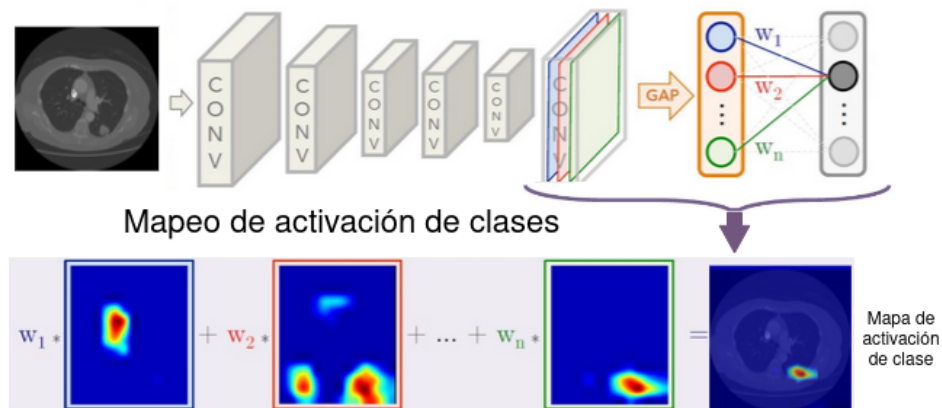 CONV
CONV
CONV
CONV
CONV
CONV
GAP
w₁
w₂
⋮
wₙ
⋮
Mapeo de activación de clases
w₁ * + w₂ * + ... + wₙ * =
Mapa de
activación
de clase